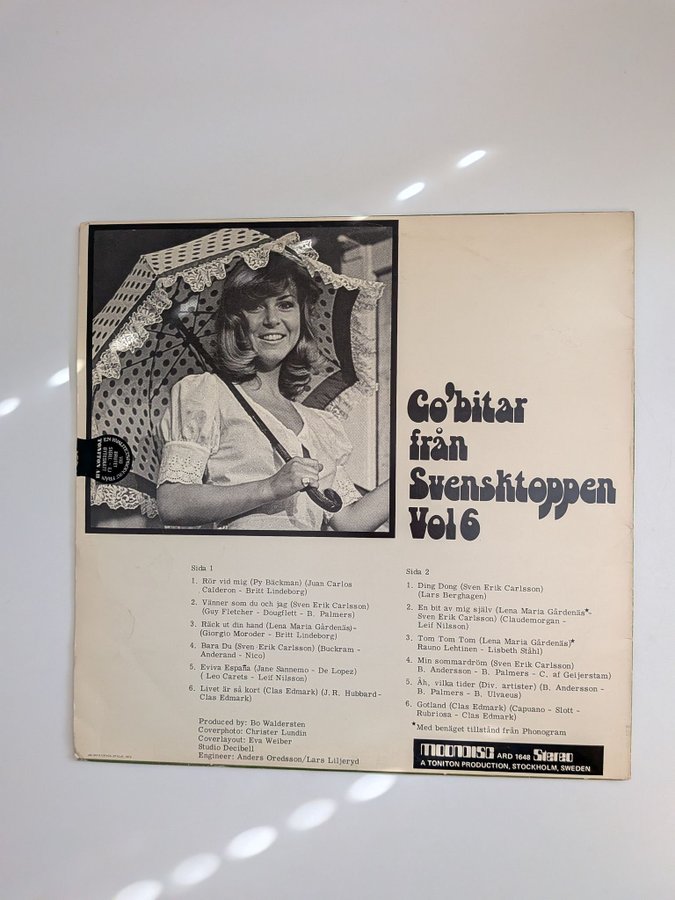 Go'bitar
från
Svensktoppen
Vol 6
Sida 1
1. Rör vid mig (Py Bäckman) (Juan Carlos
Calderon - Britt Lindeborg)
2. Vänner som du och jag (Sven Erik Carlsson)
(Guy Fletcher - Dougflett - B. Palmers)
3. Räck ut din hand (Lena Maria Gårdenäs)-
(Giorgio Moroder - Britt Lindeborg)
4. Bara Du (Sven Erik Carlsson) (Buckram -
Anderand - Nico)
5. Eviva España (Jane Sannemo - De Lopez)
( Leo Carets - Leif Nilsson)
6. Livet är så kort (Clas Edmark) (J.R. Hubbard-
Clas Edmark)
Produced by: Bo Waldersten
Coverphoto: Christer Lundin
Coverlayout: Eva Weiber
Studio Decibell
Engineer: Anders Oredsson/Lars Liljeryd
Sida 2
1. Ding Dong (Sven Erik Carlsson)
(Lars Berghagen)
2. En bit av mig själv (Lena Maria Gårdenäs*-
Sven Erik Carlsson) (Claudemorgan -
Leif Nilsson)
3. Tom Tom Tom (Lena Maria Gårdenäs)*
Rauno Lehtinen - Lisbeth Ståhl)
4. Min sommardröm (Sven Erik Carlsson)
B. Andersson - B. Palmers - C. af Geijerstam)
5. Åh, vilka tider (Div. artister) (B. Andersson -
B. Palmers - B. Ulvaeus)
6. Gotland (Clas Edmark) (Capuano - Slott -
Rubriosa - Clas Edmark)
*Med benäget tillstånd från Phonogram
MOONDISC ARD 1648 Stereo
A TONITON PRODUCTION, STOCKHOLM, SWEDEN